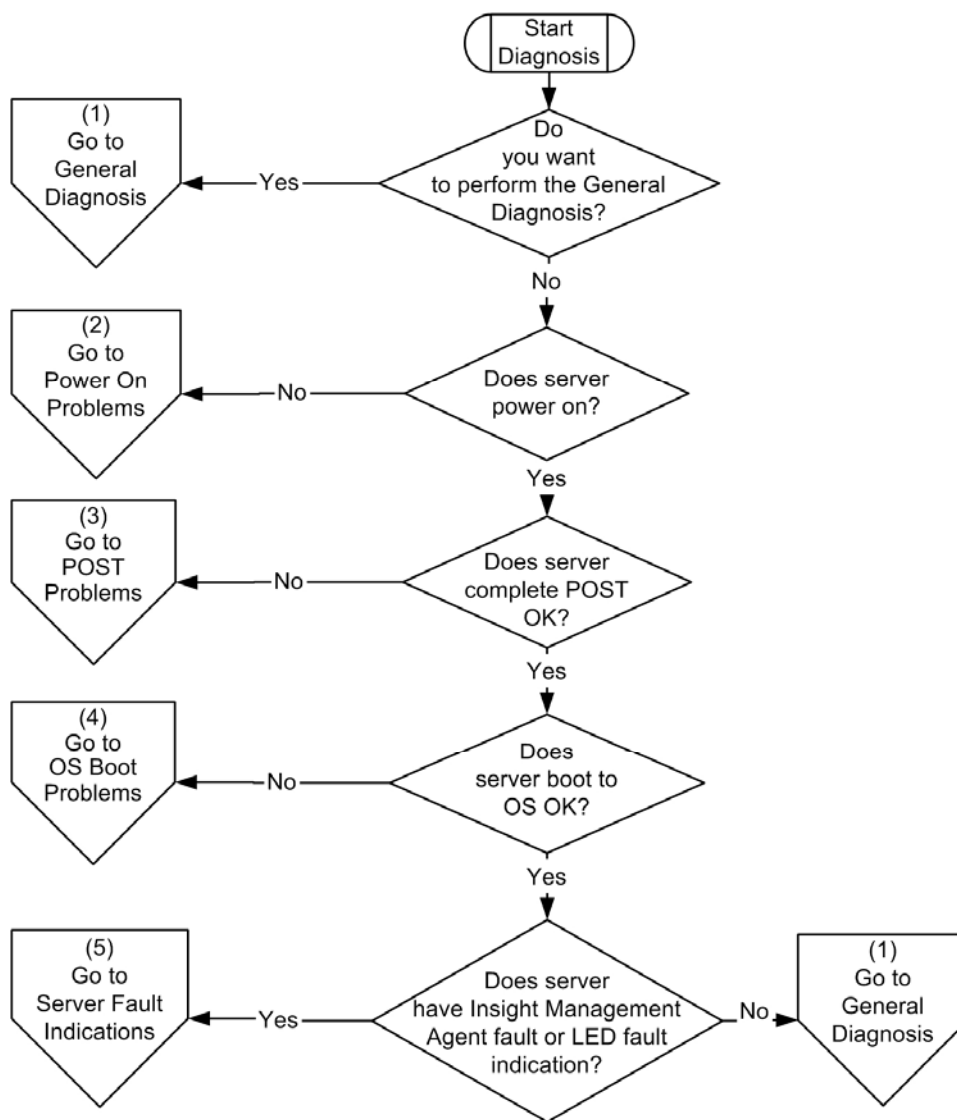 Start
Diagnosis
(1)
Go to
General
Diagnosis
Yes
Do
you want
to perform the General
Diagnosis?
No
(2)
Go to
Power On
Problems
No
Does server
power on?
Yes
(3)
Go to
POST
Problems
No
Does server
complete POST
OK?
Yes
(4)
Go to
OS Boot
Problems
No
Does
server boot to
OS OK?
Yes
(5)
Go to
Server Fault
Indications
Yes
Does server
have Insight Management
Agent fault or LED fault
indication?
No
(1)
Go to
General
Diagnosis